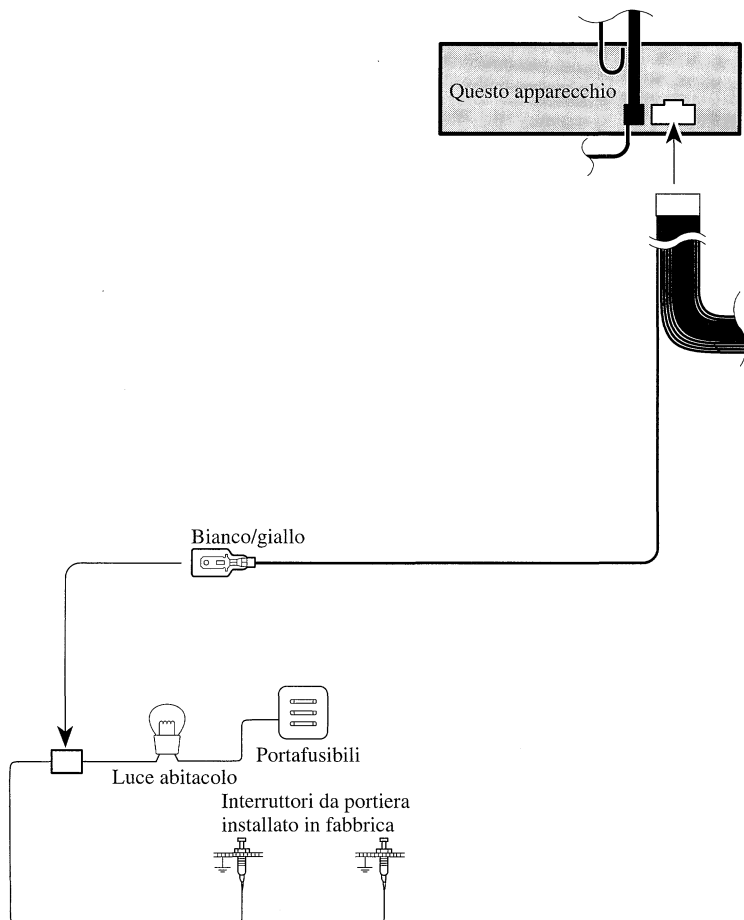 Questo apparecchio
Bianco/giallo
Portafusibili
Luce abitacolo
Interruttori da portiera
installato in fabbrica